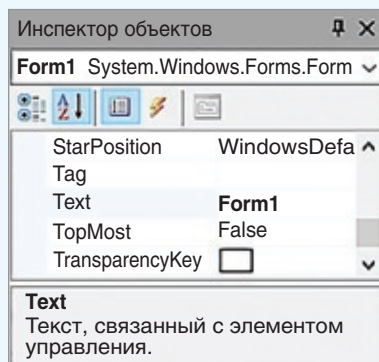 Инспектор объектов
Form1 System.Windows.Forms.Form
StarPosition WindowsDefa
Tag
Text Form1
TopMost False
TransparencyKey
Text
Текст, связанный с элементом
управления.